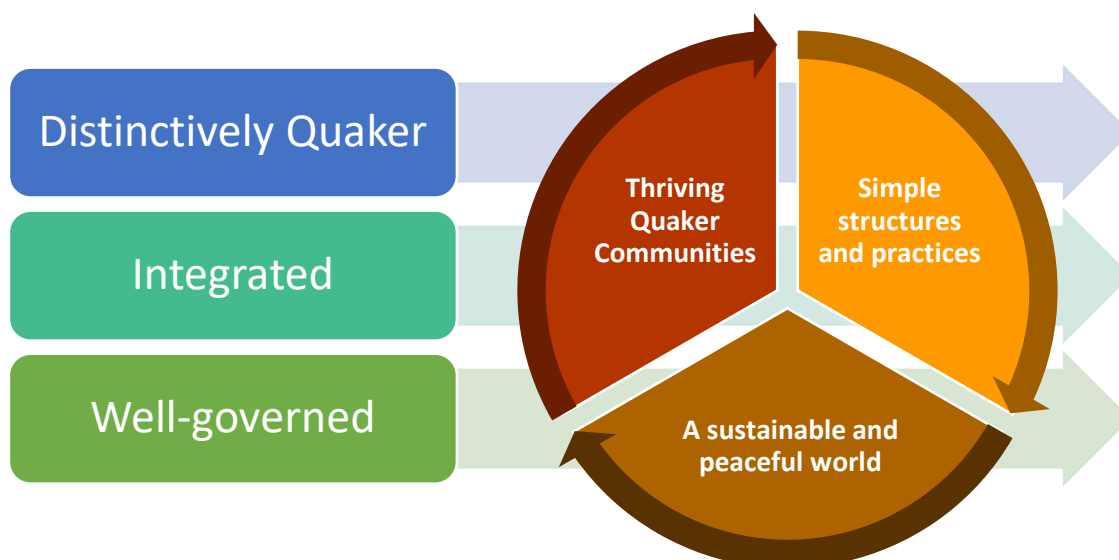 Distinctively Quaker
Integrated
Well-governed
Thriving
Quaker
Communities
Simple
structures
and practices
A sustainable and
peaceful world